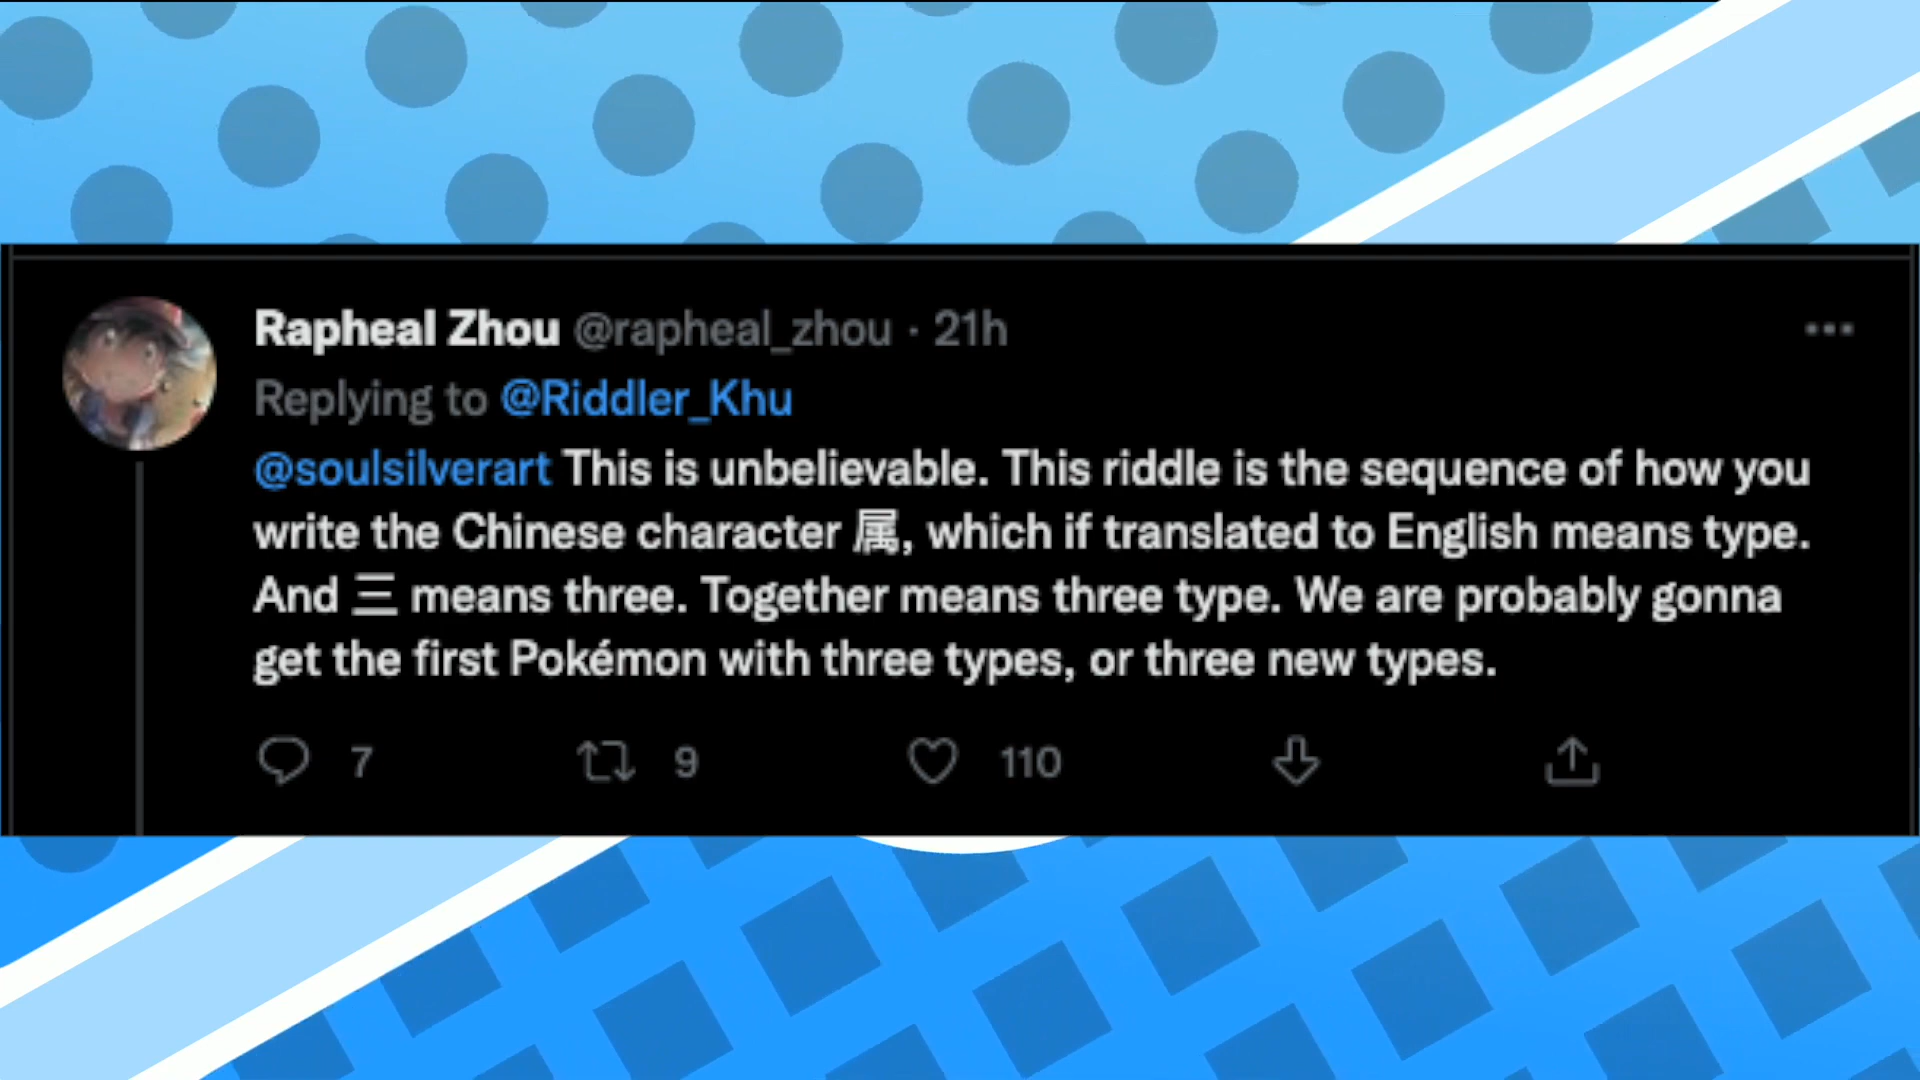 Rapheal Zhou @rapheal_zhou · 21h
Replying to @Riddler_Khu
@soulsilverart This is unbelievable. This riddle is the sequence of how you
write the Chinese character 属, which if translated to English means type.
And 三 means three. Together means three type. We are probably gonna
get the first Pokémon with three types, or three new types.
7 9 110